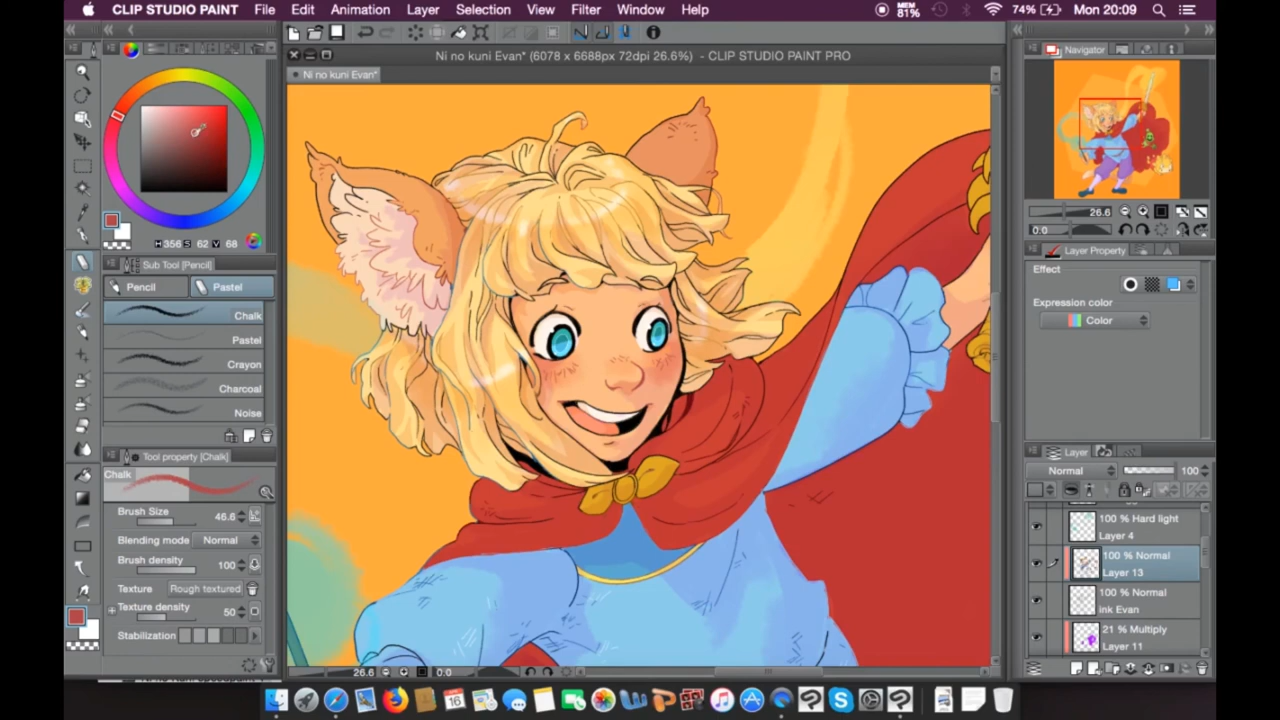 CLIP STUDIO PAINT File Edit Animation Layer Selection View Filter Window Help MEM 81% 74% Mon 20:09
Ni no kuni Evan* (6078 x 6688px 72dpi 26.6%) - CLIP STUDIO PAINT PRO
Ni no kuni Evan*
Navigator
26.6
0.0
H 356 S 62 V 68
Sub Tool [Pencil]
Pencil Pastel
Chalk
Pastel
Crayon
Charcoal
Noise
Tool property [Chalk]
Chalk
Brush Size 46.6
Blending mode Normal
Brush density 100
Texture Rough textured
Texture density 50
Stabilization
26.6 0.0
Layer Property
Effect
Expression color
Color
Layer
Normal 100
100 % Hard light
Layer 4
100 % Normal
Layer 13
100 % Normal
ink Evan
21 % Multiply
Layer 11
16